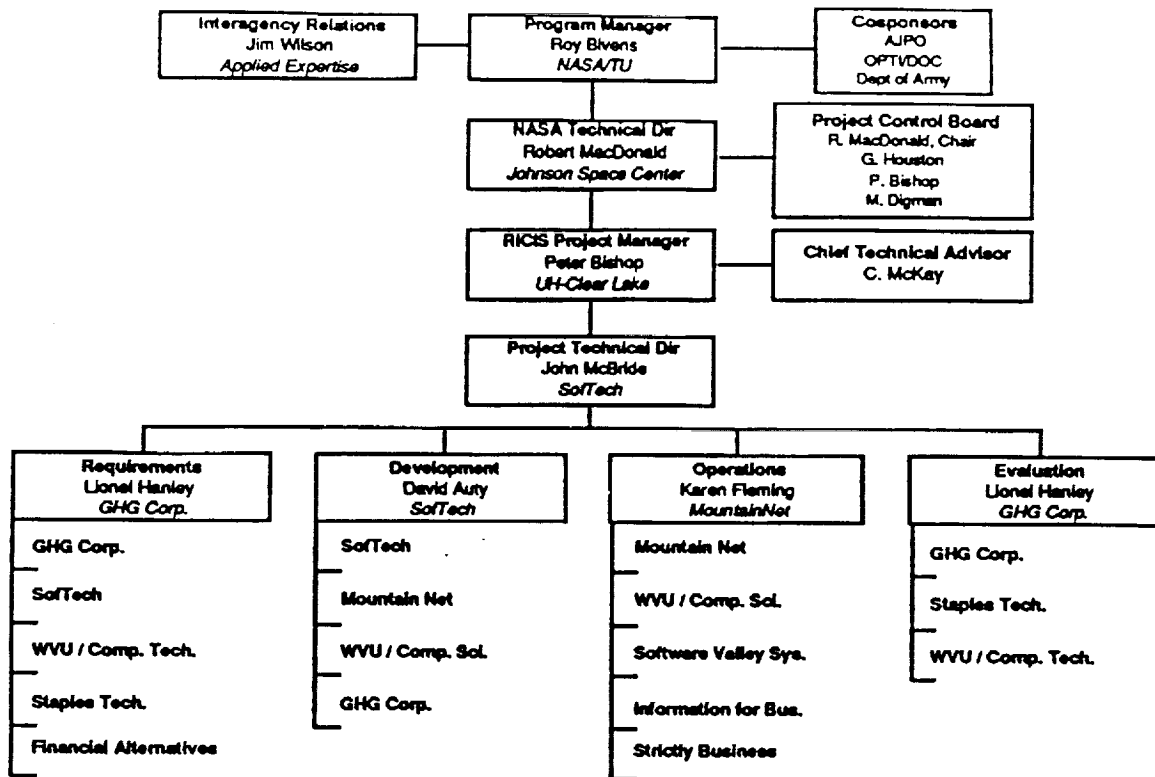 Interagency Relations
Jim Wilson
Applied Expertise
Program Manager
Roy Bivens
NASA/TU
Cosponsors
AJPO
OPTI/DOC
Dept of Army
NASA Technical Dir
Robert MacDonald
Johnson Space Center
Project Control Board
R. MacDonald, Chair
G. Houston
P. Bishop
M. Digman
RICIS Project Manager
Peter Bishop
UH-Clear Lake
Chief Technical Advisor
C. McKay
Project Technical Dir
John McBride
SofTech
Requirements
Lionel Hanley
GHG Corp.
GHG Corp.
SofTech
WVU / Comp. Tech.
Staples Tech.
Financial Alternatives
Development
David Auty
SofTech
SofTech
Mountain Net
WVU / Comp. Sci.
GHG Corp.
Operations
Karen Fleming
MountainNet
Mountain Net
WVU / Comp. Sci.
Software Valley Sys.
Information for Bus.
Strictly Business
Evaluation
Lionel Hanley
GHG Corp.
GHG Corp.
Staples Tech.
WVU / Comp. Tech.